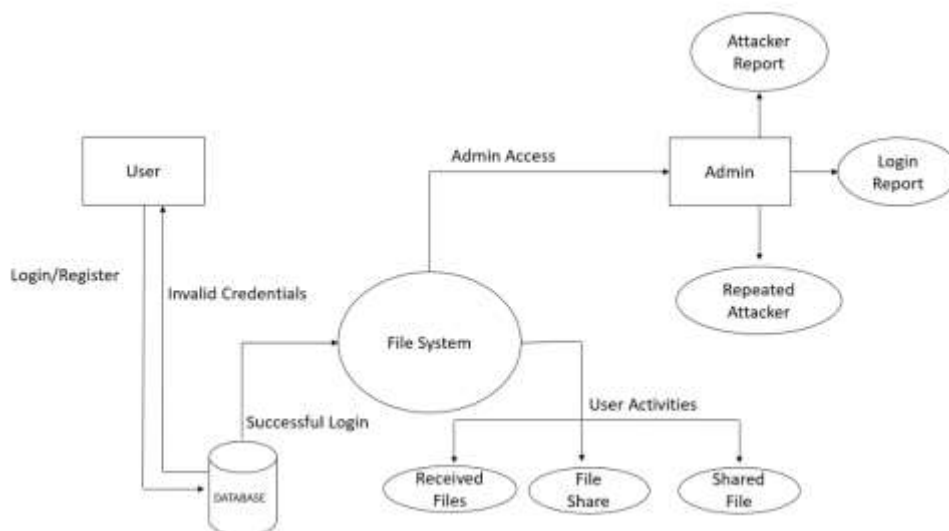 Attacker
Report
User
Admin Access
Admin
Login
Report
Login/Register
Invalid Credentials
Repeated
Attacker
File System
Successful Login
User Activities
DATABASE
Received
Files
File
Share
Shared
File